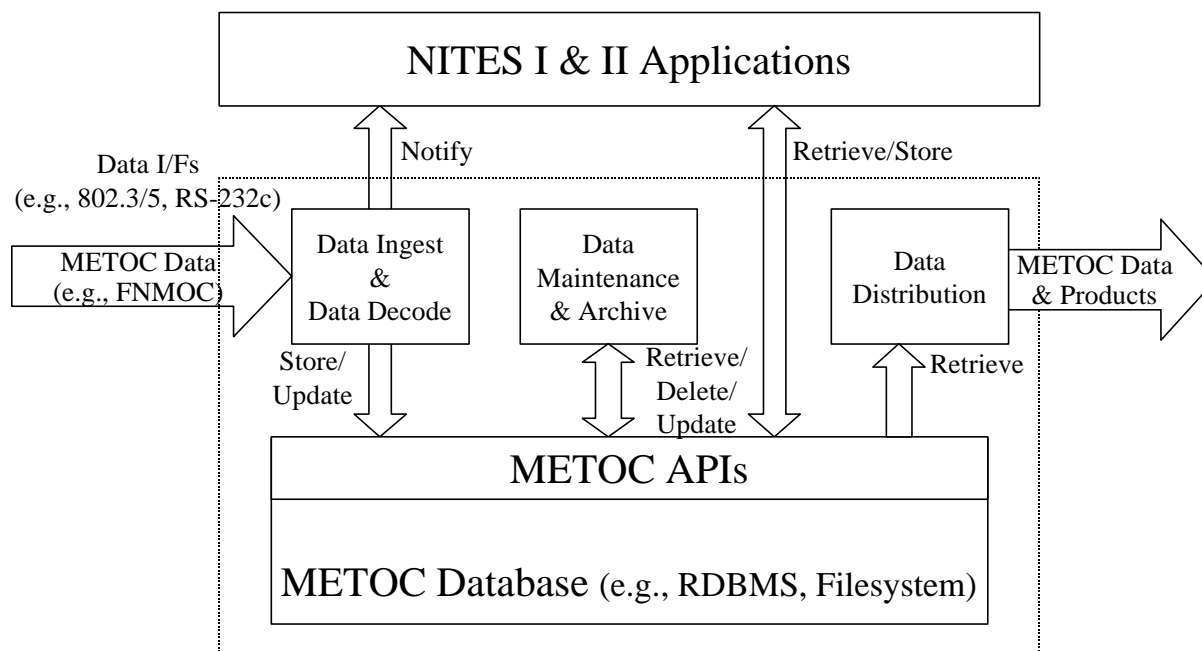 NITES I & II Applications
Notify
Retrieve/Store
Data I/Fs
(e.g., 802.3/5, RS-232c)
METOC Data
(e.g., FNMOC)
Data Ingest
&
Data Decode
Data
Maintenance
& Archive
Data
Distribution
METOC Data
& Products
Store/
Update
Retrieve/
Delete/
Update
Retrieve
METOC APIs
METOC Database (e.g., RDBMS, Filesystem)